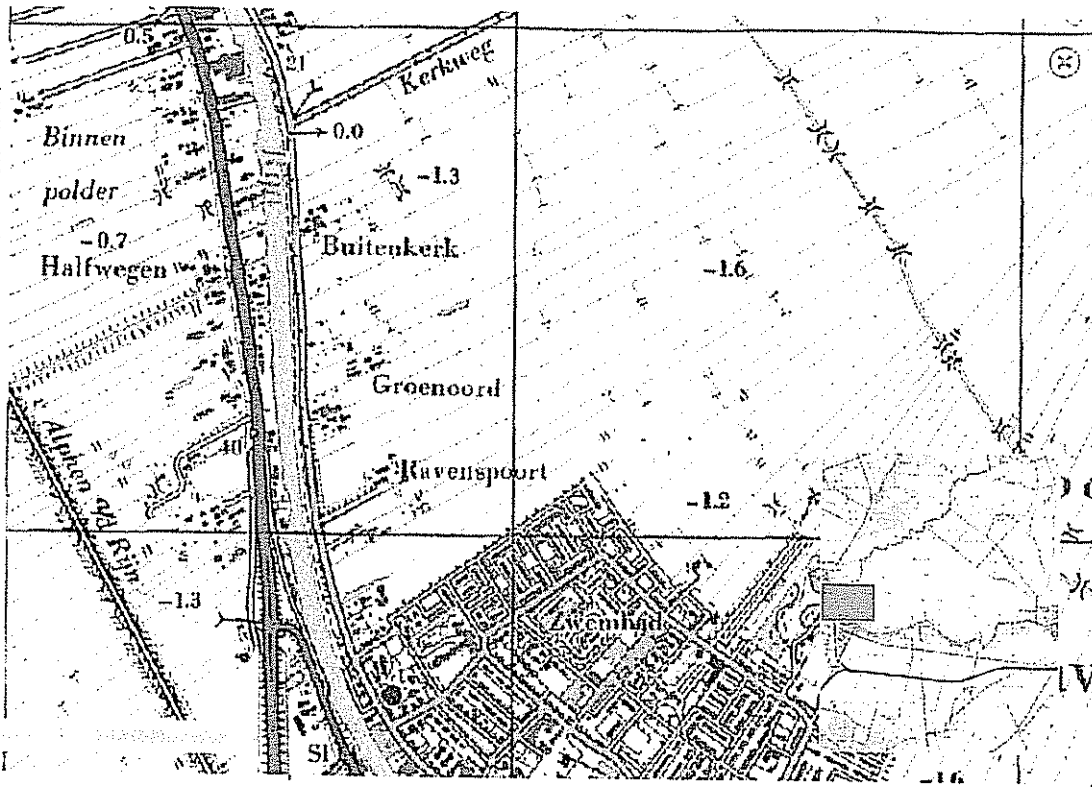 0.5
21
Kerkweg
0.0
Binnen
polder
-1.3
-0.7
Halfwegen
Buitenkerk
-1.6
Groenoord
40
Ravenspoort
-1.2
Alphen a/d Rijn
-1.3
Zwembad
Sl
-1.6